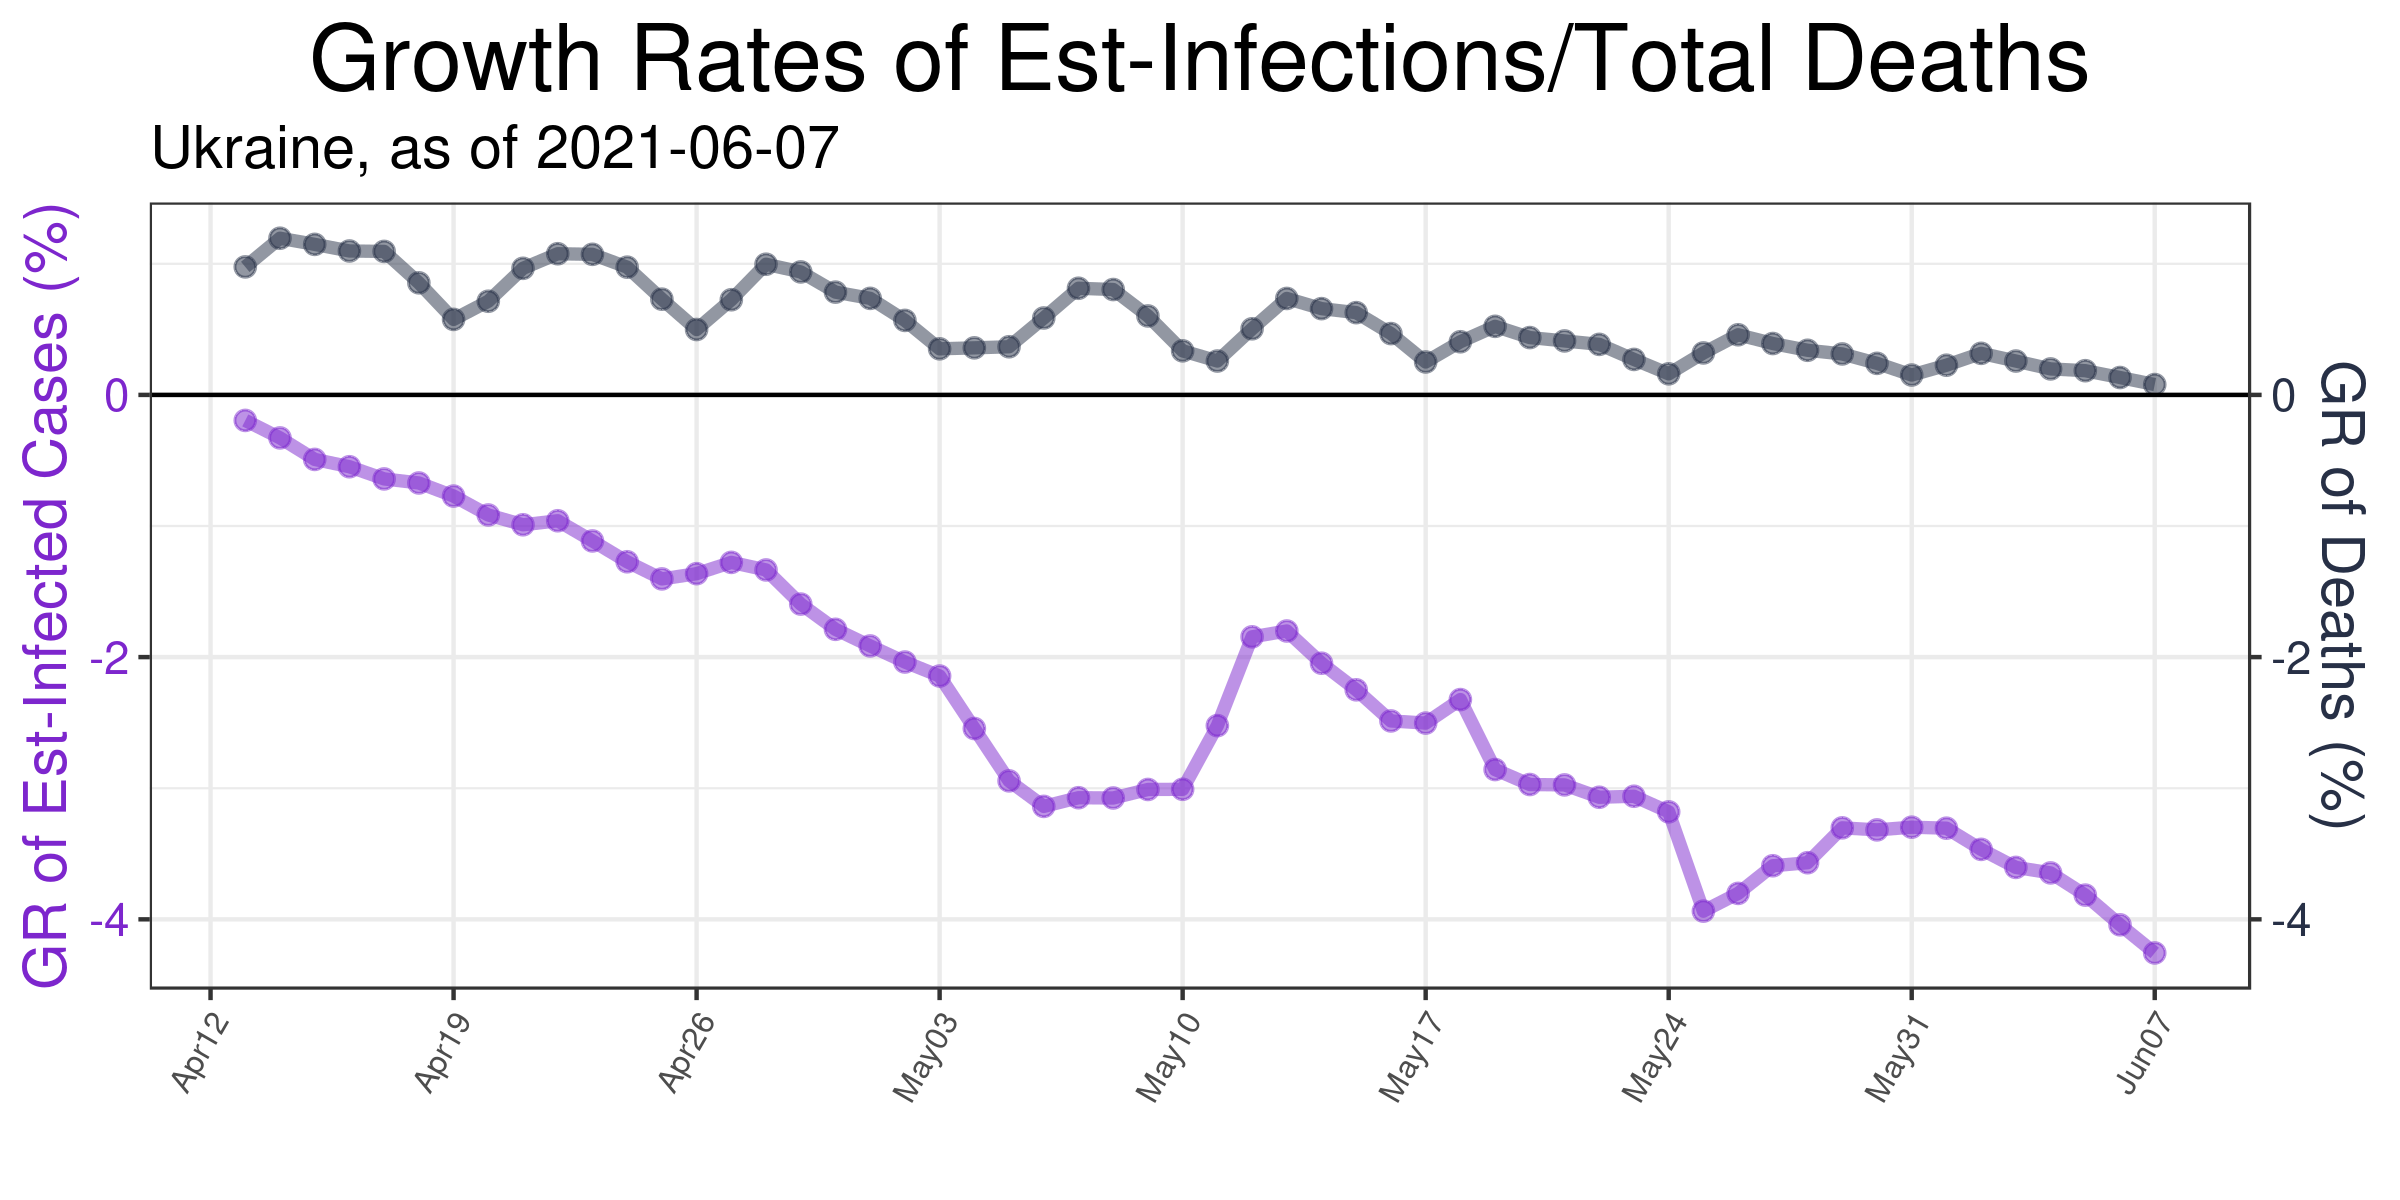 Growth Rates of Est-Infections/Total Deaths
Ukraine, as of 2021-06-07
GR of Est-Infected Cases (%)
0
-2
-4
0
-2
-4
GR of Deaths (%)
Apr12
Apr19
Apr26
May03
May10
May17
May24
May31
Jun07